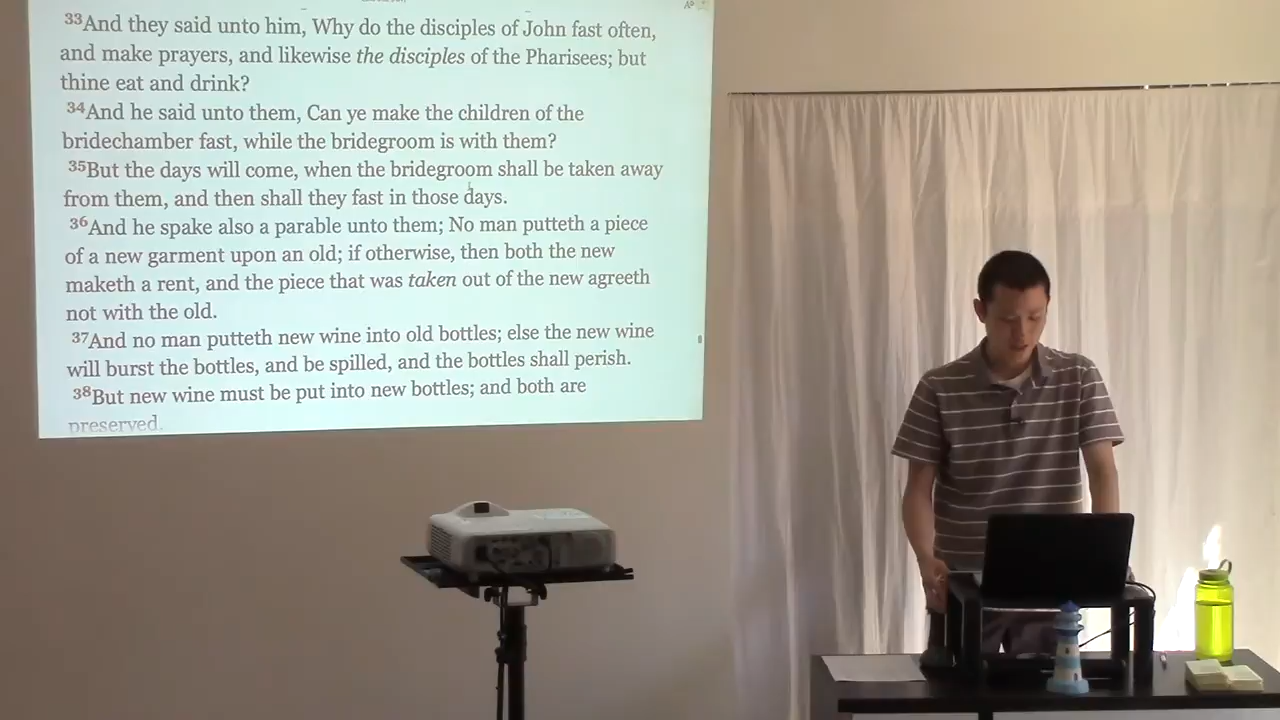 33And they said unto him, Why do the disciples of John fast often,
and make prayers, and likewise the disciples of the Pharisees; but
thine eat and drink?
34And he said unto them, Can ye make the children of the
bridechamber fast, while the bridegroom is with them?
35But the days will come, when the bridegroom shall be taken away
from them, and then shall they fast in those days.
36And he spake also a parable unto them; No man putteth a piece
of a new garment upon an old; if otherwise, then both the new
maketh a rent, and the piece that was taken out of the new agreeth
not with the old.
37And no man putteth new wine into old bottles; else the new wine
will burst the bottles, and be spilled, and the bottles shall perish.
38But new wine must be put into new bottles; and both are
preserved.